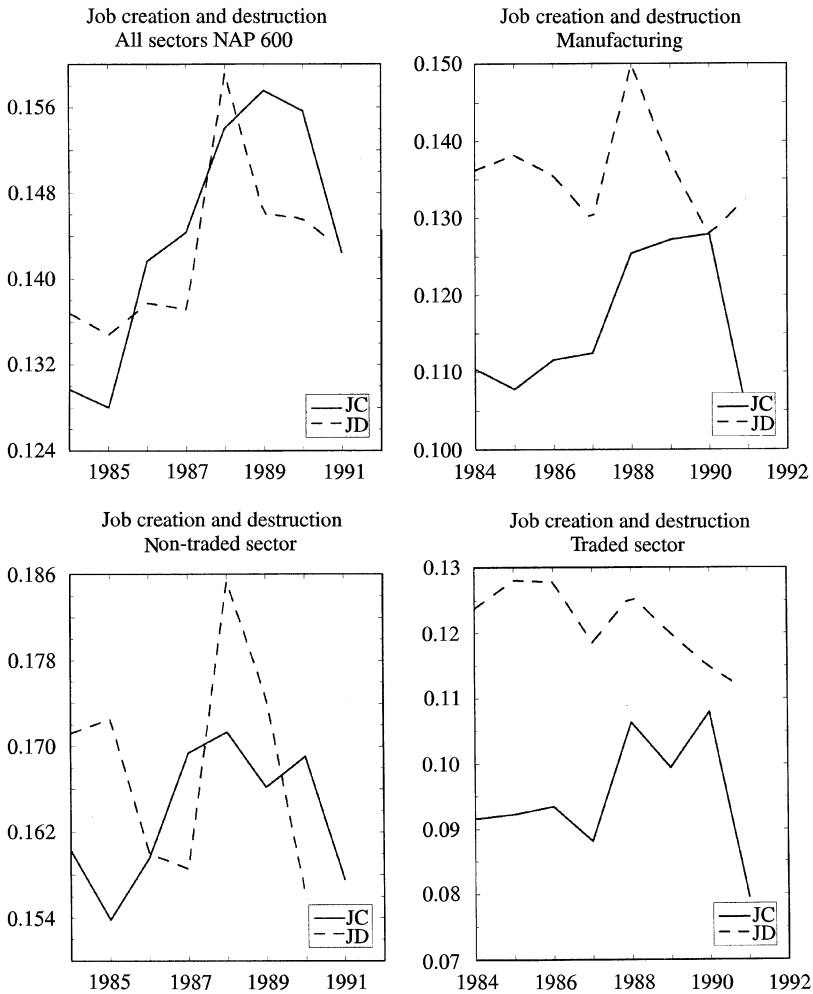 Job creation and destruction
All sectors NAP 600
0.156
0.148
0.140
0.132
0.124
JC
JD
1985 1987 1989 1991
Job creation and destruction
Manufacturing
0.150
0.140
0.130
0.120
0.110
0.100
JC
JD
1984 1986 1988 1990 1992
Job creation and destruction
Non-traded sector
0.186
0.178
0.170
0.162
0.154
JC
JD
1985 1987 1989 1991
Job creation and destruction
Traded sector
0.13
0.12
0.11
0.10
0.09
0.08
0.07
JC
JD
1984 1986 1988 1990 1992